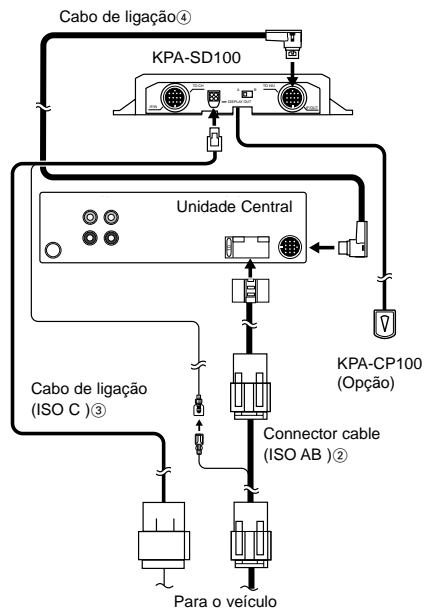 Cabo de ligação④
KPA-SD100
TO CH
A
B
TO HU
DISPLAY OUT
Unidade Central
KPA-CP100
(Opção)
Cabo de ligação
(ISO C )③
Connector cable
(ISO AB )②
Para o veículo